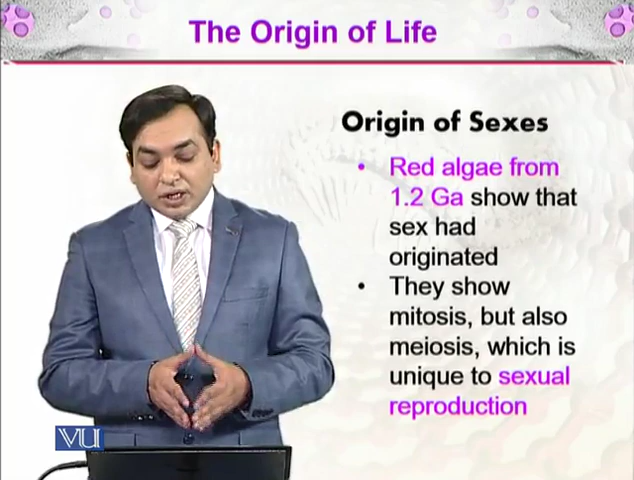 The Origin of Life
Origin of Sexes
• Red algae from
1.2 Ga show that
sex had
originated
• They show
mitosis, but also
meiosis, which is
unique to sexual
reproduction
VU